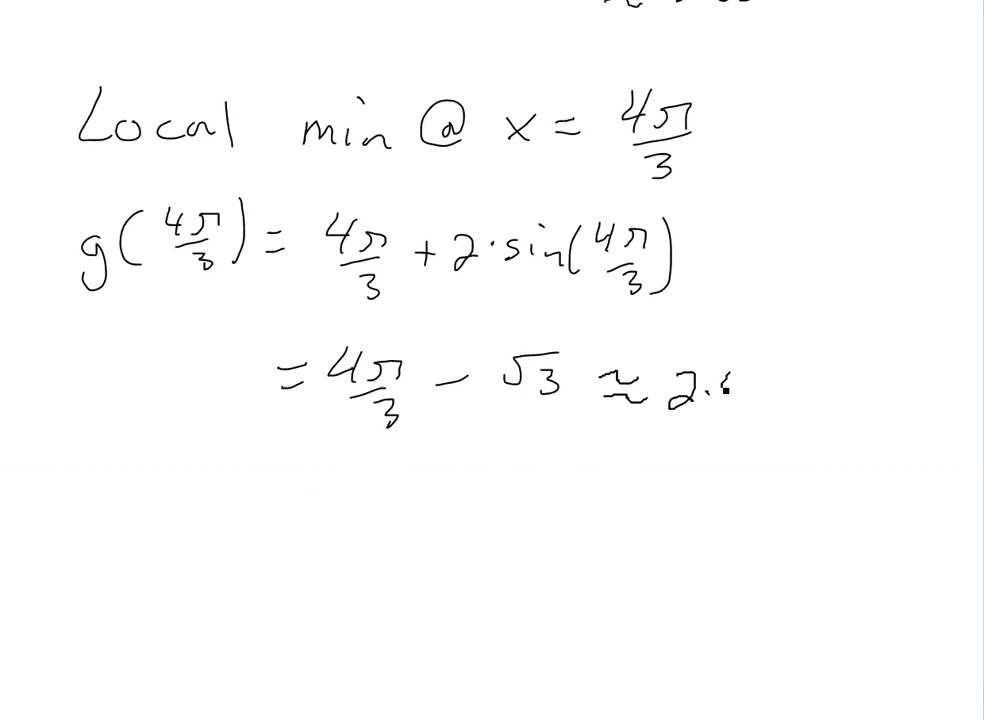 Local min @ x = 4π/3
g(4π/3) = 4π/3 + 2·sin(4π/3)
= 4π/3 − √3 ≈ 2.